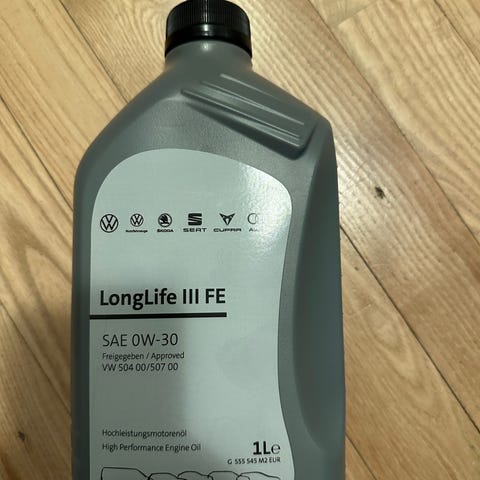 Nutzfahrzeuge ŠKODA SEAT CUPRA
LongLife III FE
SAE 0W-30
Freigegeben / Approved
VW 504 00/507 00
Hochleistungsmotorenöl
High Performance Engine Oil
1Le
G 555 545 M2 EUR